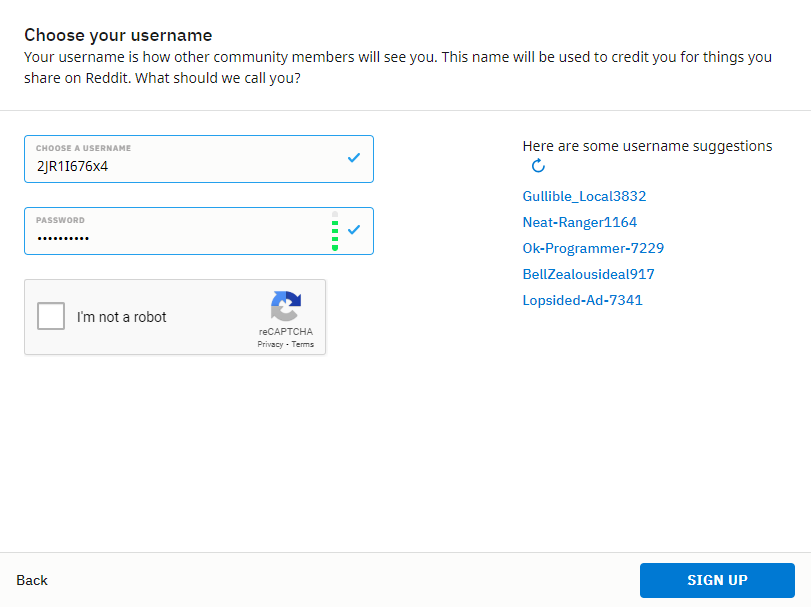 Choose your username
Your username is how other community members will see you. This name will be used to credit you for things you
share on Reddit. What should we call you?
CHOOSE A USERNAME
2JR1I676x4
PASSWORD
••••••••••
I'm not a robot
reCAPTCHA
Privacy - Terms
Here are some username suggestions
Gullible_Local3832
Neat-Ranger1164
Ok-Programmer-7229
BellZealousideal917
Lopsided-Ad-7341
Back
SIGN UP